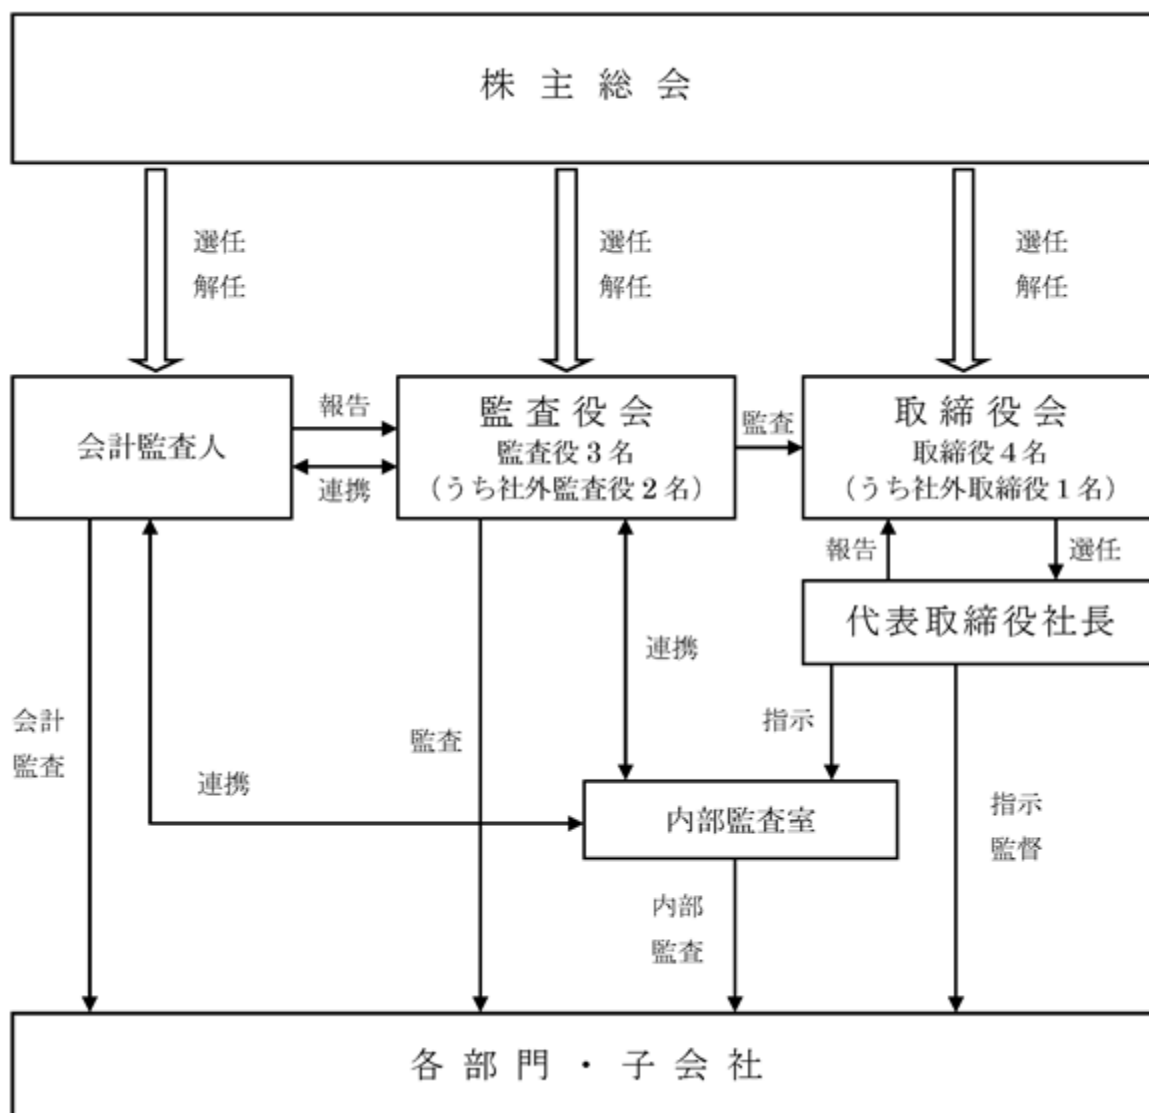 株主総会
選任
解任
選任
解任
選任
解任
会計監査人
報告
連携
監査役会
監査役3名
（うち社外監査役2名）
監査
取締役会
取締役4名
（うち社外取締役1名）
報告
選任
代表取締役社長
連携
指示
会計
監査
監査
連携
内部監査室
指示
監督
内部
監査
各部門・子会社